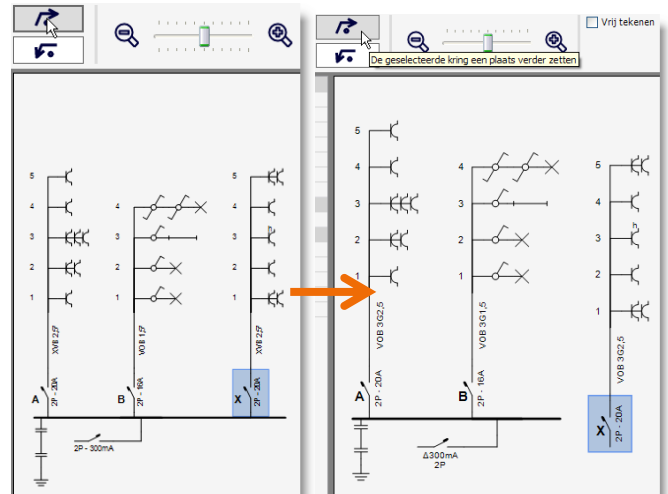 5
4
3
2
1
XVB 2,5²
A
2P - 20A
4
3
2
1
VOB 1,5²
B
2P - 16A
5
4
3
h
2
1
XVB 2,5²
X
2P - 20A
2P - 300mA
Vrij tekenen
De geselecteerde kring een plaats verder zetten
5
4
3
2
1
VOB 3G2,5
A
2P - 20A
4
3
2
1
VOB 3G1,5
B
2P - 16A
5
4
h
3
2
1
VOB 3G2,5
X
2P - 20A
Δ300mA
2P